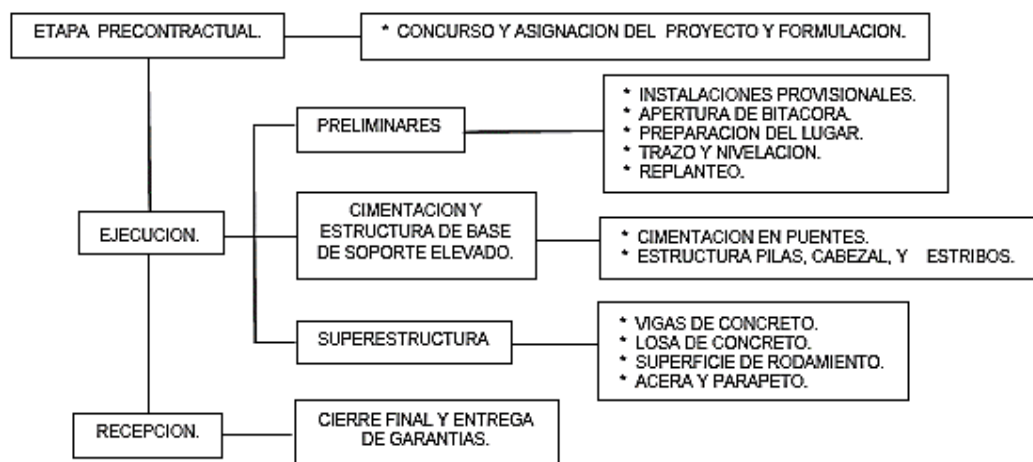 ETAPA PRECONTRACTUAL.
* CONCURSO Y ASIGNACION DEL PROYECTO Y FORMULACION.
PRELIMINARES
* INSTALACIONES PROVISIONALES.
* APERTURA DE BITACORA.
* PREPARACION DEL LUGAR.
* TRAZO Y NIVELACION.
* REPLANTEO.
EJECUCION.
CIMENTACION Y
ESTRUCTURA DE BASE
DE SOPORTE ELEVADO.
* CIMENTACION EN PUENTES.
* ESTRUCTURA PILAS, CABEZAL, Y ESTRIBOS.
SUPERESTRUCTURA
* VIGAS DE CONCRETO.
* LOSA DE CONCRETO.
* SUPERFICIE DE RODAMIENTO.
* ACERA Y PARAPETO.
RECEPCION.
CIERRE FINAL Y ENTREGA
DE GARANTIAS.